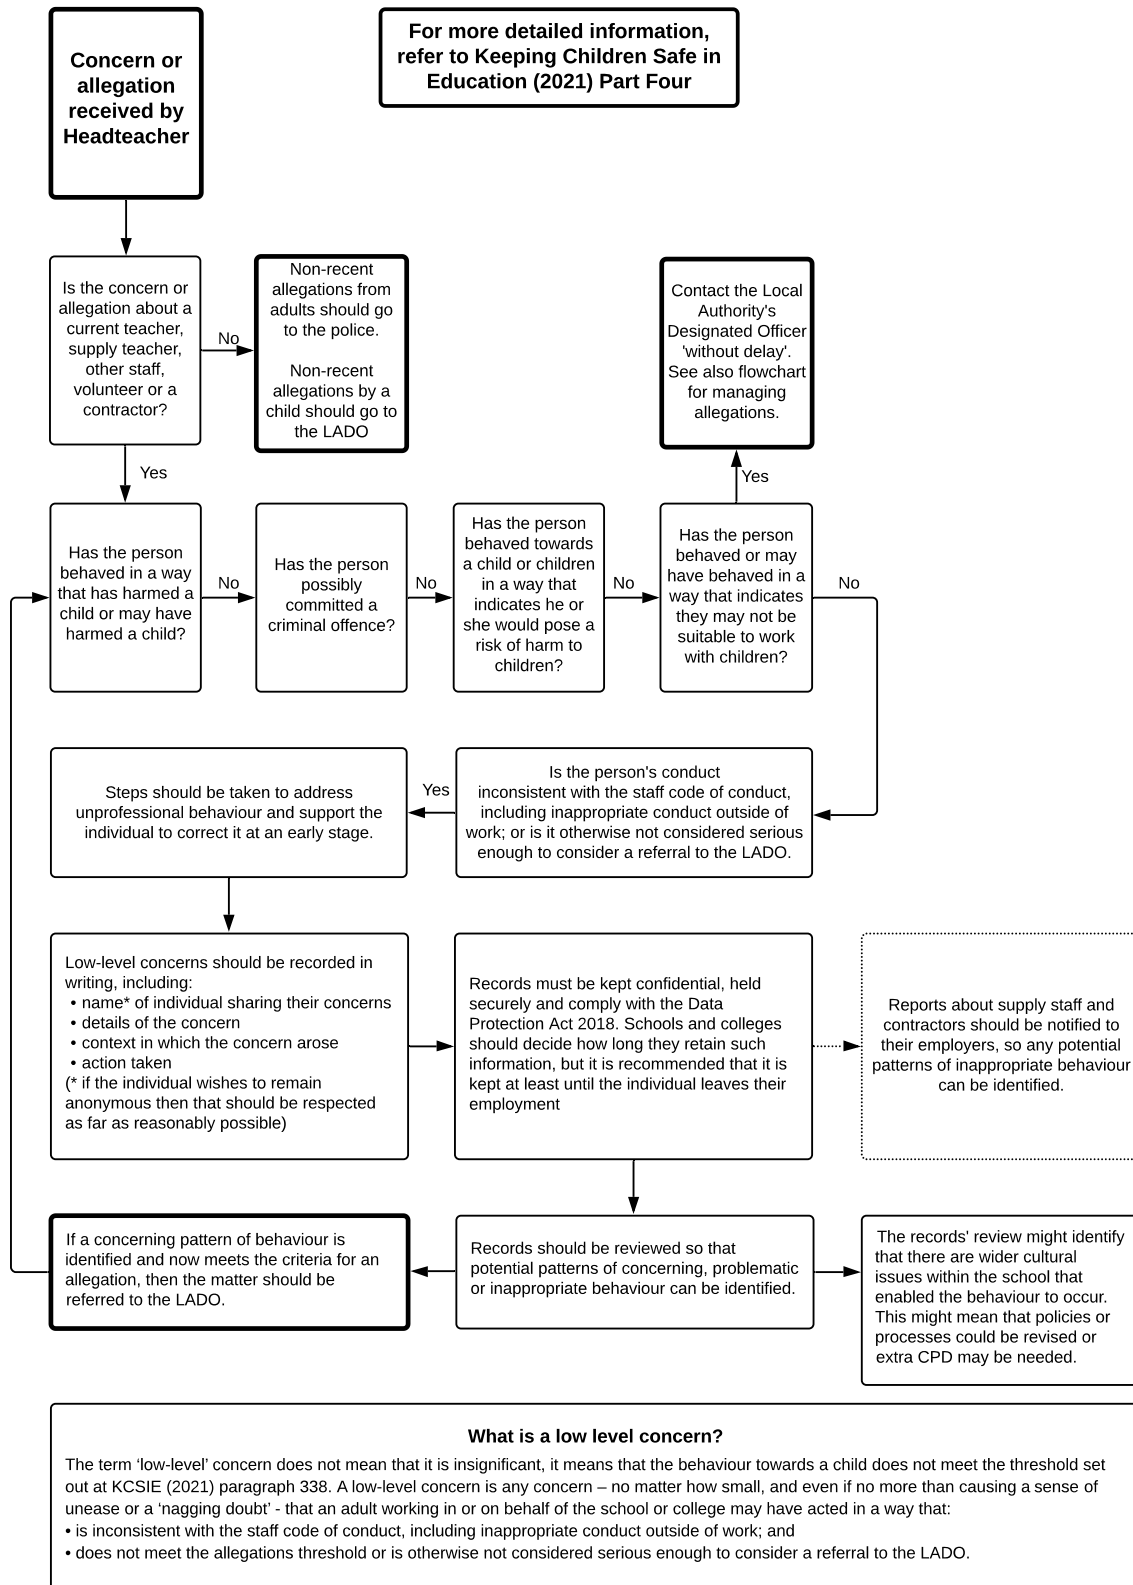 Concern or
allegation
received by
Headteacher
For more detailed information,
refer to Keeping Children Safe in
Education (2021) Part Four
Is the concern or
allegation about a
current teacher,
supply teacher,
other staff,
volunteer or a
contractor?
No
Non-recent
allegations from
adults should go
to the police.
Non-recent
allegations by a
child should go to
the LADO
Contact the Local
Authority's
Designated Officer
'without delay'.
See also flowchart
for managing
allegations.
Yes
Yes
Has the person
behaved in a way
that has harmed a
child or may have
harmed a child?
No
Has the person
possibly
committed a
criminal offence?
No
Has the person
behaved towards
a child or children
in a way that
indicates he or
she would pose a
risk of harm to
children?
No
Has the person
behaved or may
have behaved in a
way that indicates
they may not be
suitable to work
with children?
No
Is the person's conduct
inconsistent with the staff code of conduct,
including inappropriate conduct outside of
work; or is it otherwise not considered serious
enough to consider a referral to the LADO.
Yes
Steps should be taken to address
unprofessional behaviour and support the
individual to correct it at an early stage.
Low-level concerns should be recorded in
writing, including:
• name* of individual sharing their concerns
• details of the concern
• context in which the concern arose
• action taken
(* if the individual wishes to remain
anonymous then that should be respected
as far as reasonably possible)
Records must be kept confidential, held
securely and comply with the Data
Protection Act 2018. Schools and colleges
should decide how long they retain such
information, but it is recommended that it is
kept at least until the individual leaves their
employment
Reports about supply staff and
contractors should be notified to
their employers, so any potential
patterns of inappropriate behaviour
can be identified.
If a concerning pattern of behaviour is
identified and now meets the criteria for an
allegation, then the matter should be
referred to the LADO.
Records should be reviewed so that
potential patterns of concerning, problematic
or inappropriate behaviour can be identified.
The records' review might identify
that there are wider cultural
issues within the school that
enabled the behaviour to occur.
This might mean that policies or
processes could be revised or
extra CPD may be needed.
What is a low level concern?
The term ‘low-level’ concern does not mean that it is insignificant, it means that the behaviour towards a child does not meet the threshold set
out at KCSIE (2021) paragraph 338. A low-level concern is any concern – no matter how small, and even if no more than causing a sense of
unease or a ‘nagging doubt’ - that an adult working in or on behalf of the school or college may have acted in a way that:
• is inconsistent with the staff code of conduct, including inappropriate conduct outside of work; and
• does not meet the allegations threshold or is otherwise not considered serious enough to consider a referral to the LADO.